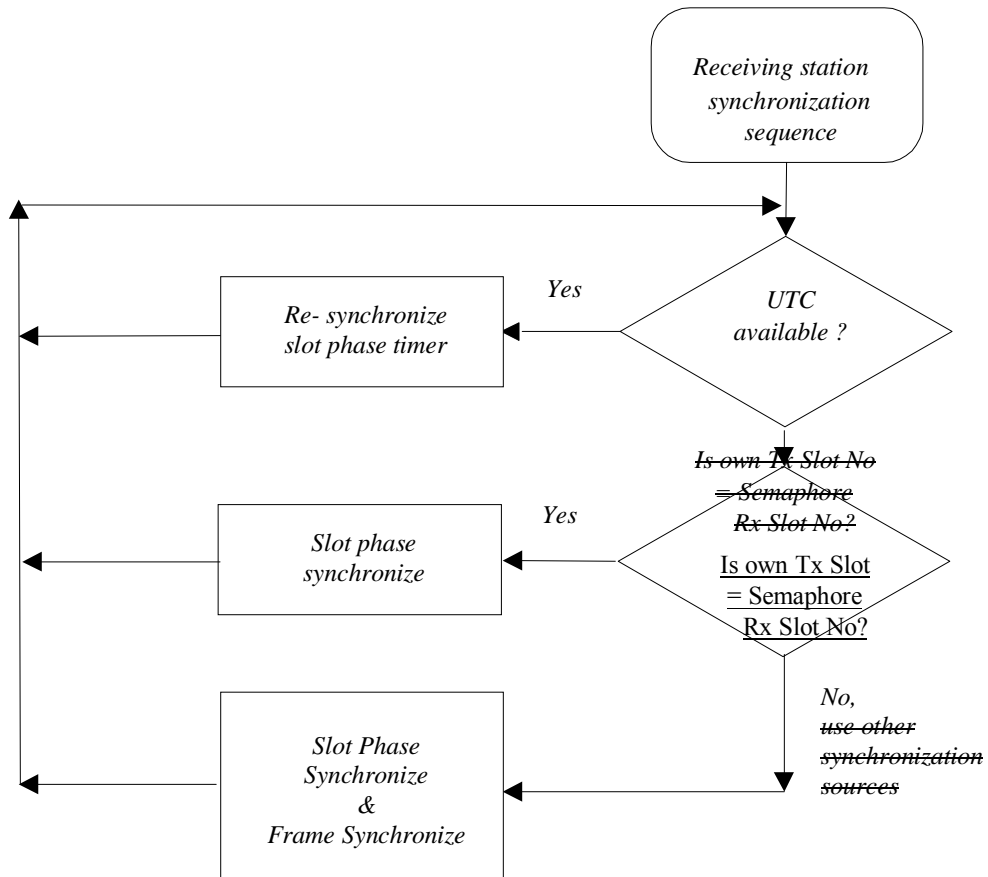 Receiving station
synchronization
sequence
Yes
UTC
available ?
Re- synchronize
slot phase timer
Is own Tx Slot No
= Semaphore
Rx Slot No?
Yes
Slot phase
synchronize
Is own Tx Slot
= Semaphore
Rx Slot No?
No,
use other
synchronization
sources
Slot Phase
Synchronize
&
Frame Synchronize